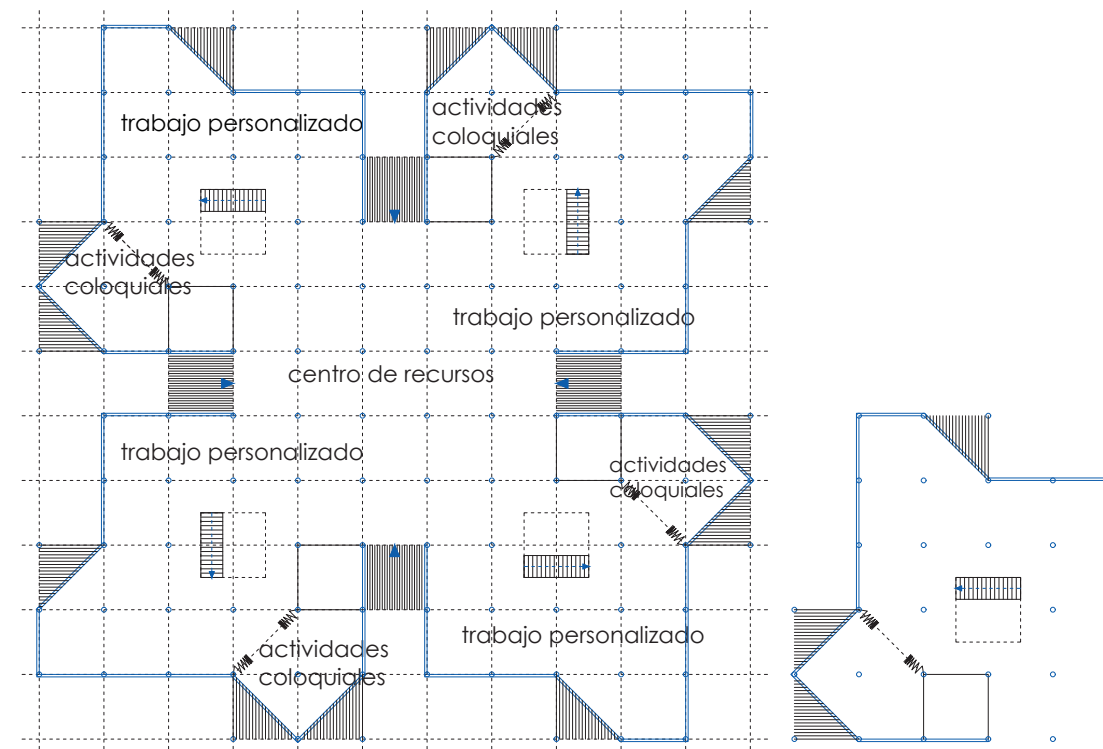 actividades
coloquiales
trabajo personalizado
actividades
coloquiales
trabajo personalizado
centro de recursos
trabajo personalizado
actividades
coloquiales
trabajo personalizado
actividades
coloquiales